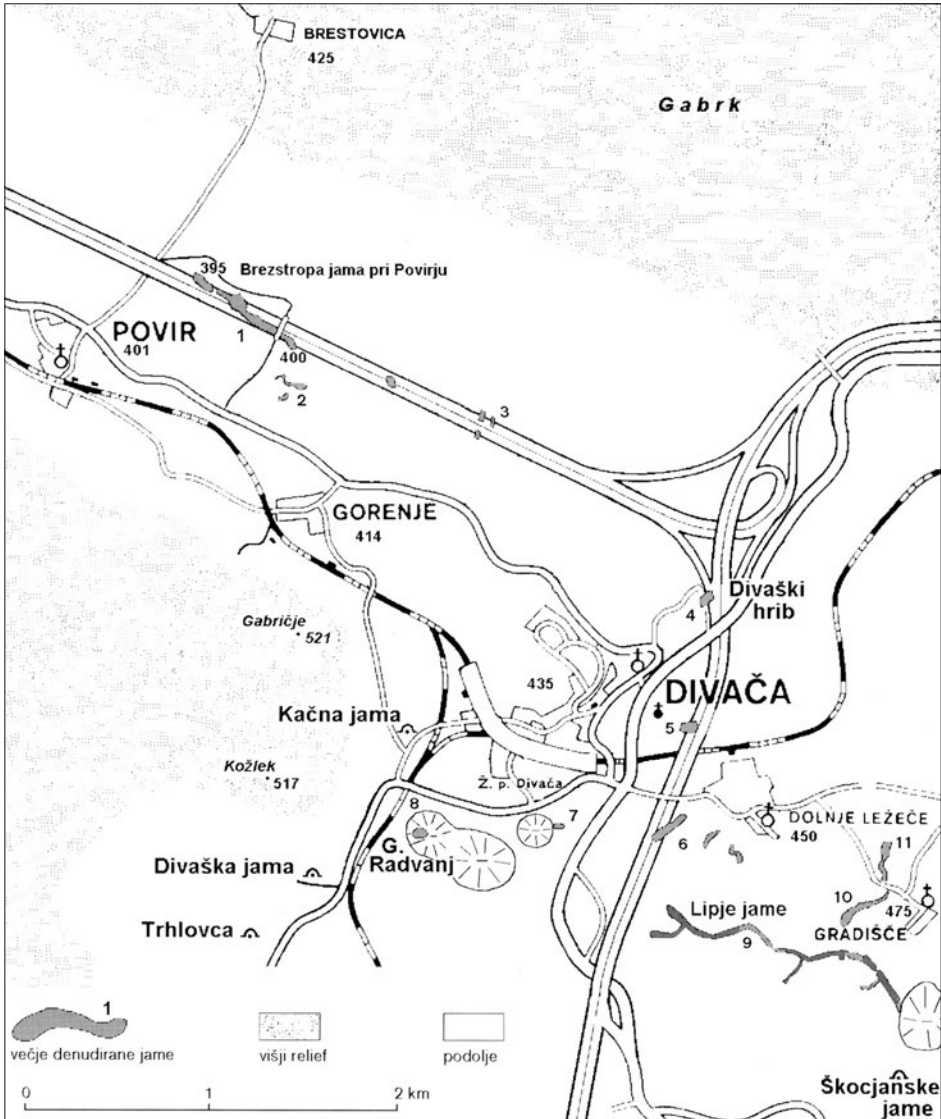 BRESTOVICA
425
Gabrk
395 Brezstropa jama pri Povirju
POVIR
401
1
400
2
3
GORENJE
414
Divaški
hrib
4
Gabričje
521
435
DIVAČA
Kačna jama
5
Kožlek
517
Ž. p. Divača
8
7
DOLNJE LEŽEČE
450
G.
Radvanj
6
11
Divaška jama
Lipje jame
10
475
Trhlovca
9
GRADIŠČE
1
večje denudirane jame
višji relief
podolje
0 1 2 km
Škocjanske
jame